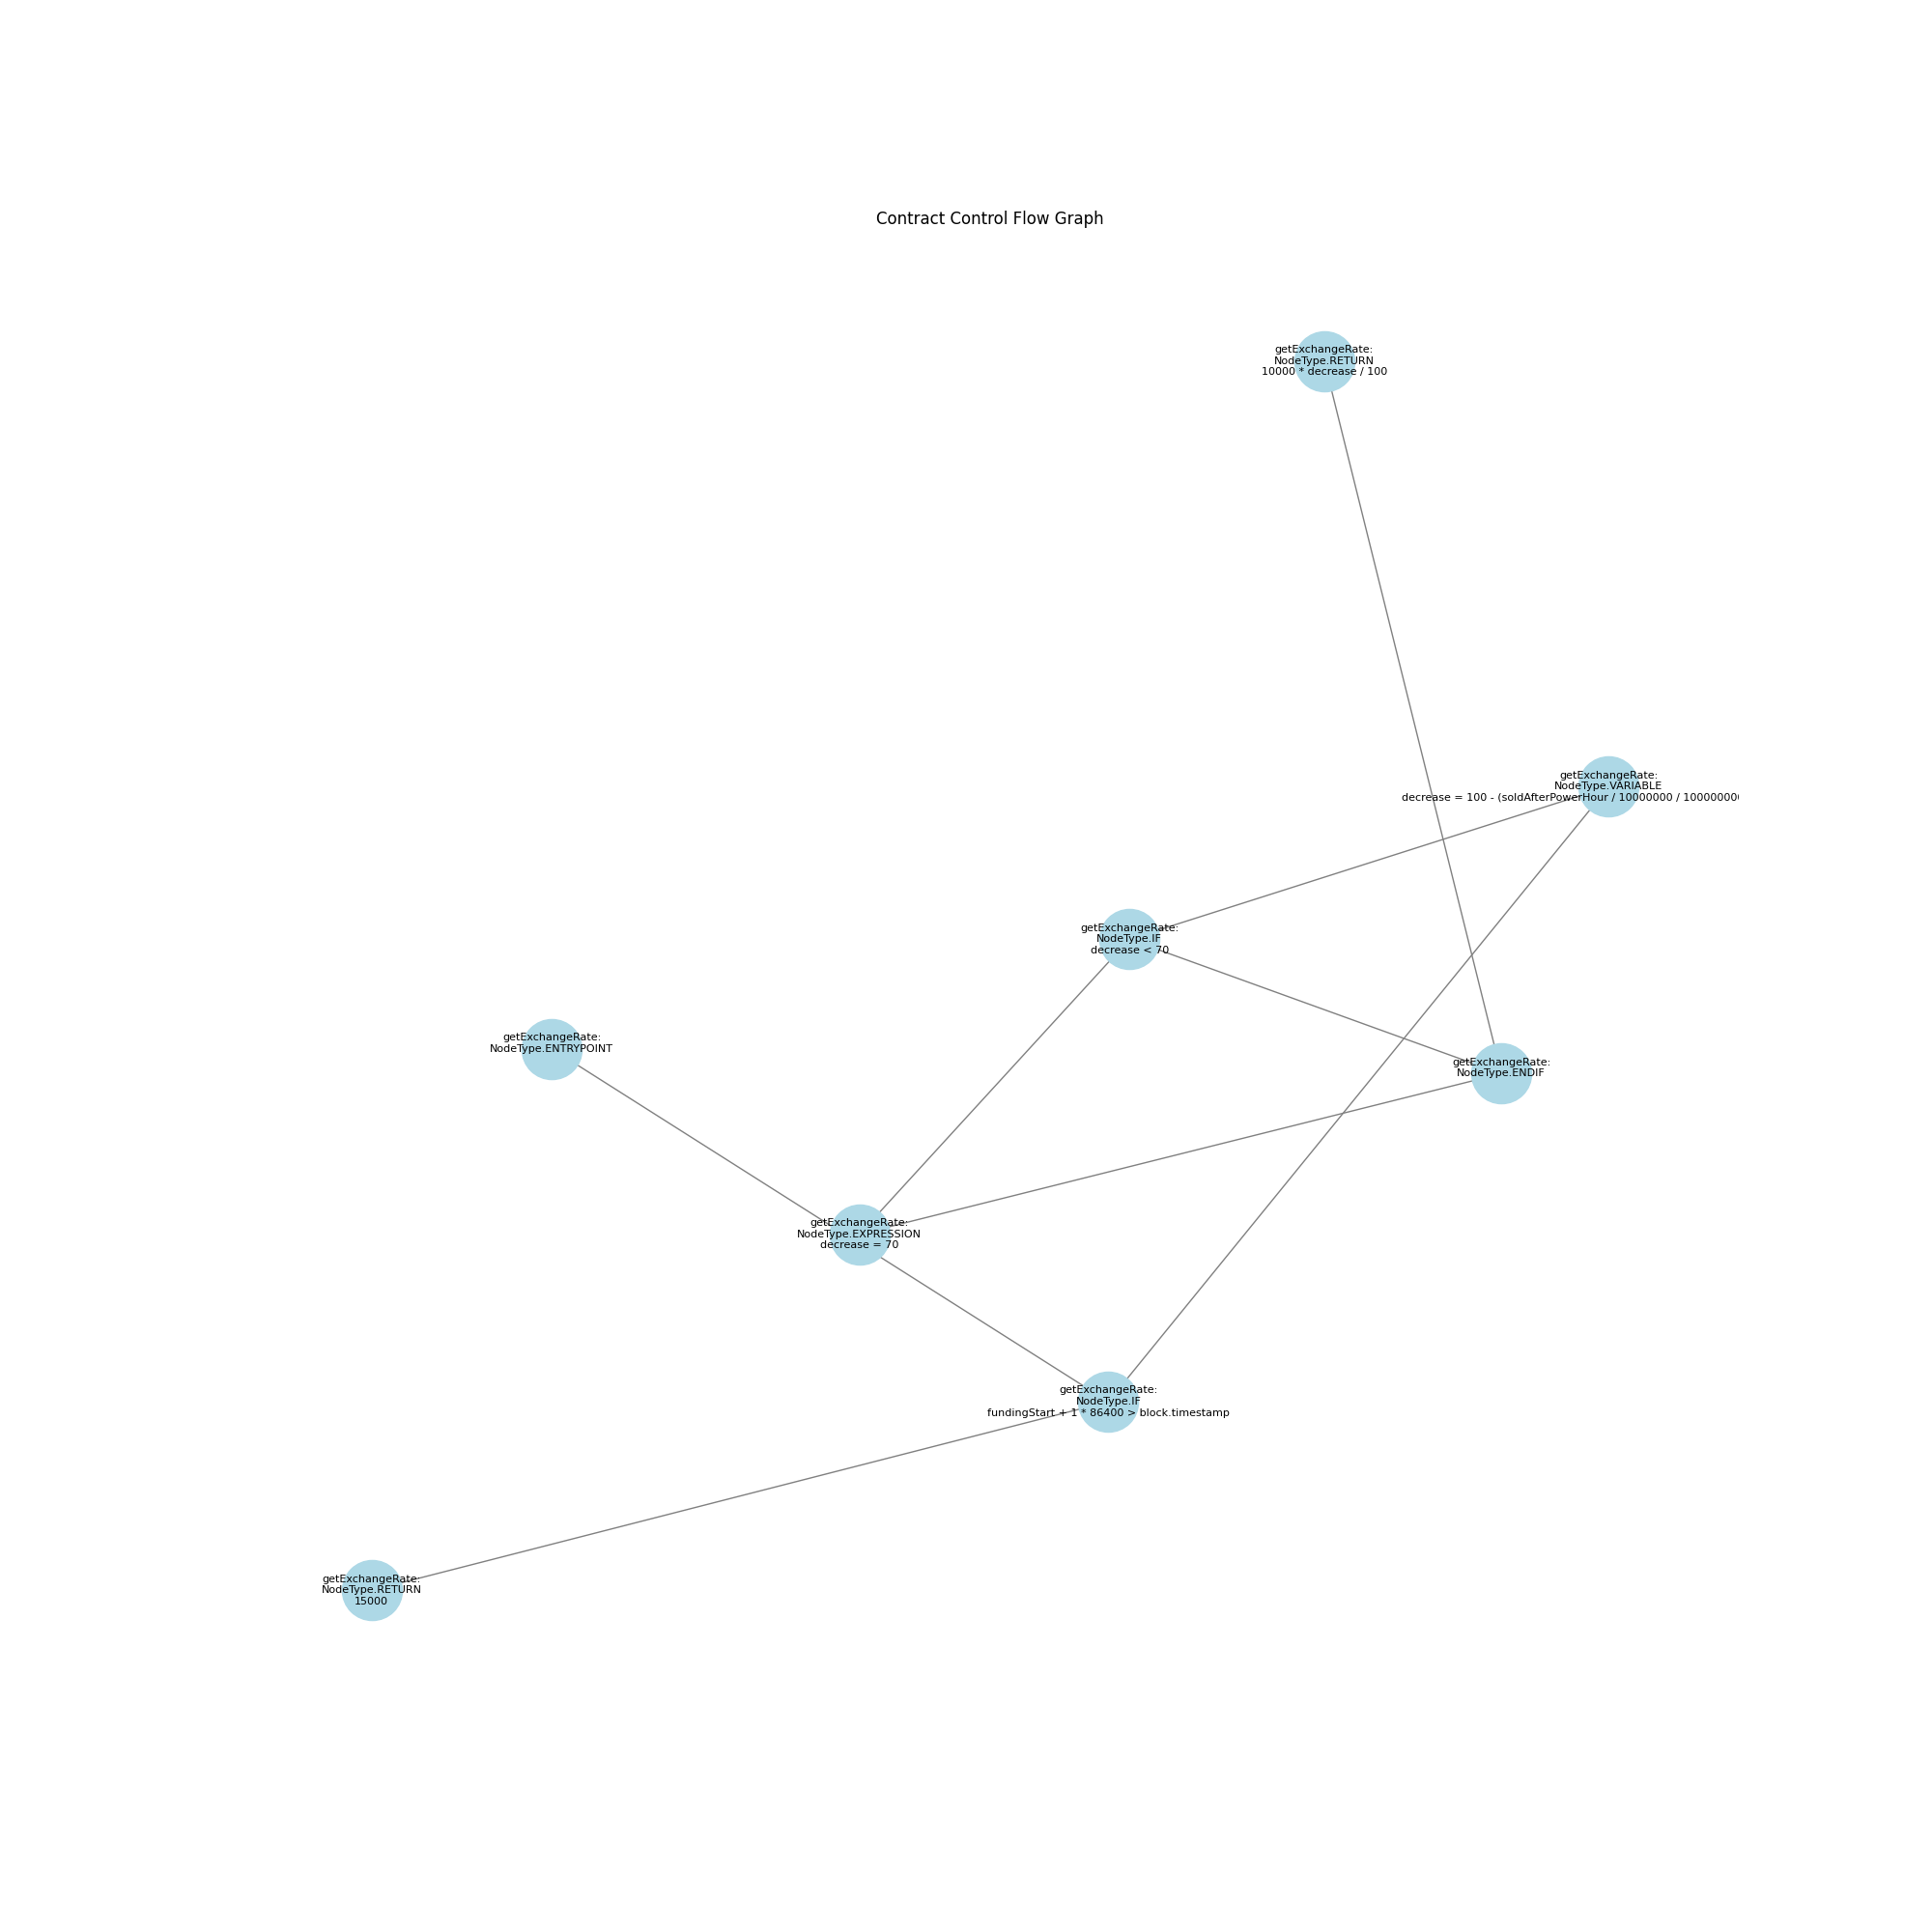 Contract Control Flow Graph
getExchangeRate:
NodeType.RETURN
10000 * decrease / 100
getExchangeRate:
NodeType.VARIABLE
decrease = 100 - (soldAfterPowerHour / 10000000 / 100000000
getExchangeRate:
NodeType.IF
decrease < 70
getExchangeRate:
NodeType.ENTRYPOINT
getExchangeRate:
NodeType.ENDIF
getExchangeRate:
NodeType.EXPRESSION
decrease = 70
getExchangeRate:
NodeType.IF
fundingStart + 1 * 86400 > block.timestamp
getExchangeRate:
NodeType.RETURN
15000